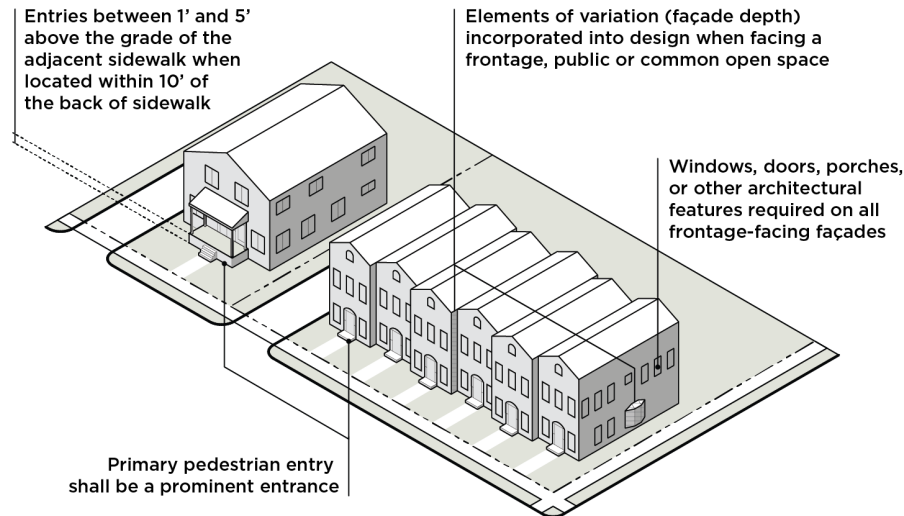 Entries between 1’ and 5’
above the grade of the
adjacent sidewalk when
located within 10’ of
the back of sidewalk
Elements of variation (façade depth)
incorporated into design when facing a
frontage, public or common open space
Windows, doors, porches,
or other architectural
features required on all
frontage-facing façades
Primary pedestrian entry
shall be a prominent entrance